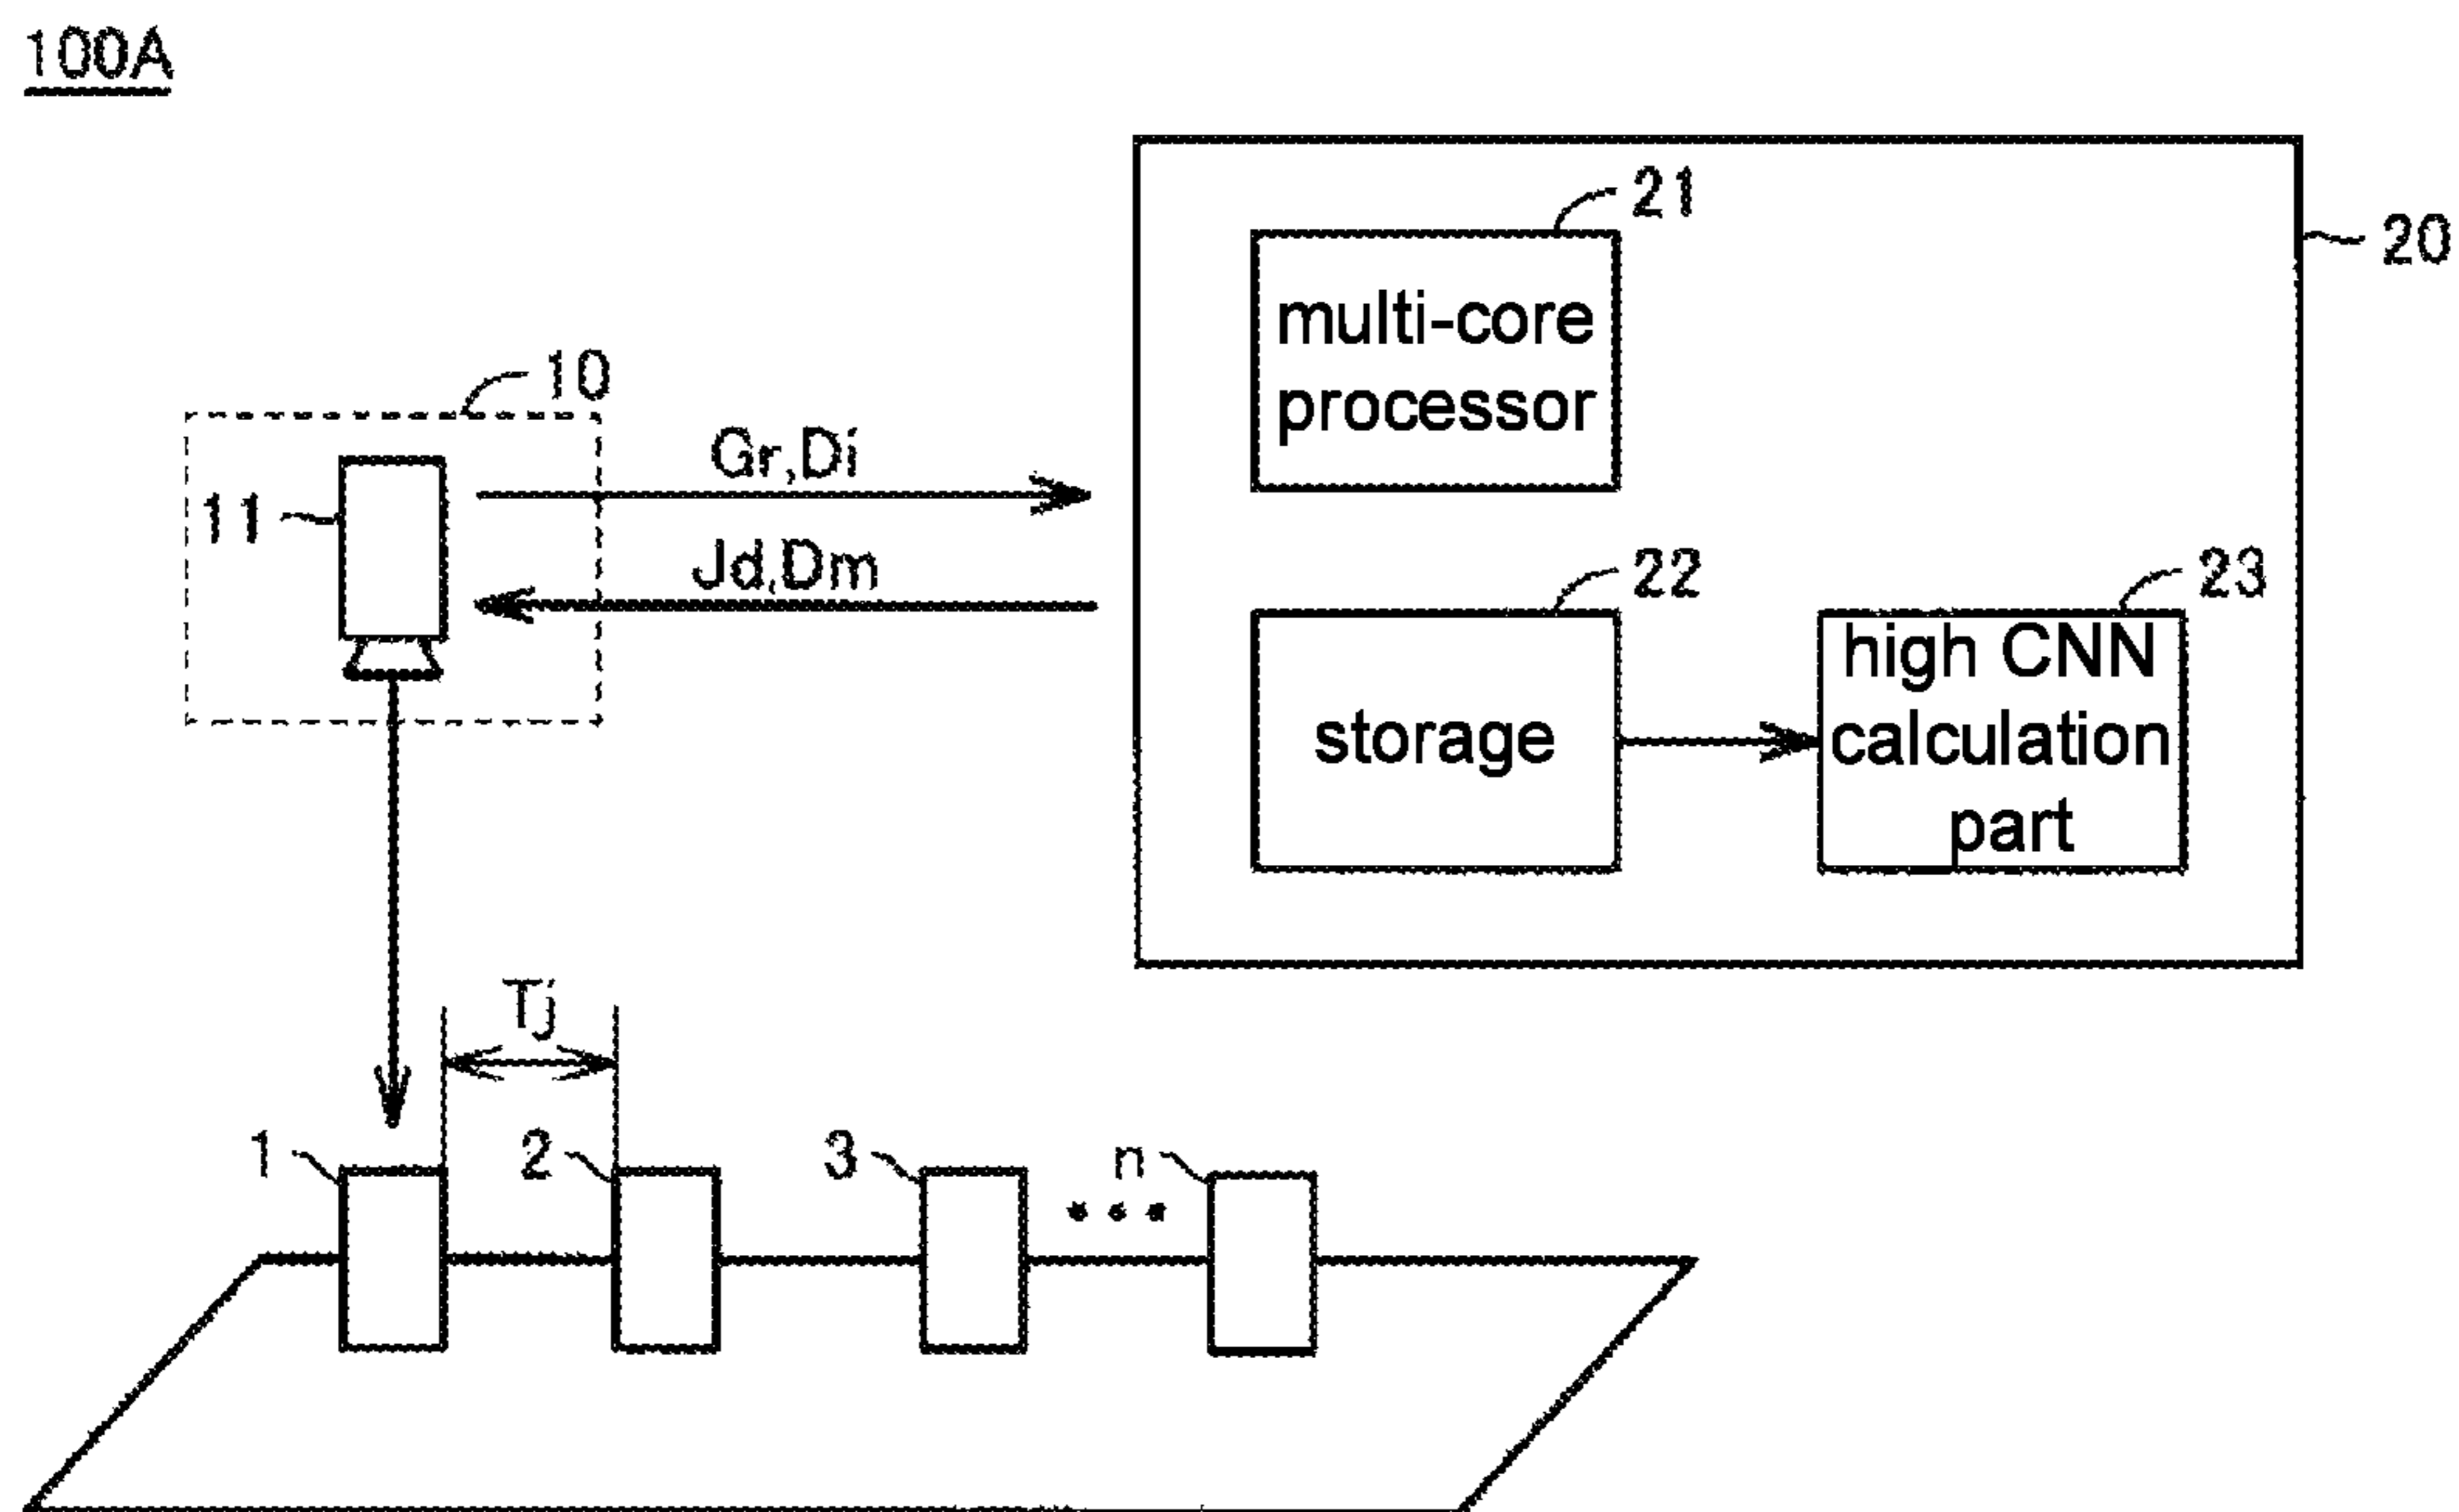 100A
21
20
multi-core
processor
10
11
Gr,Di
Jd,Dm
22
23
storage
high CNN
calculation
part
Tj
1
2
3
n